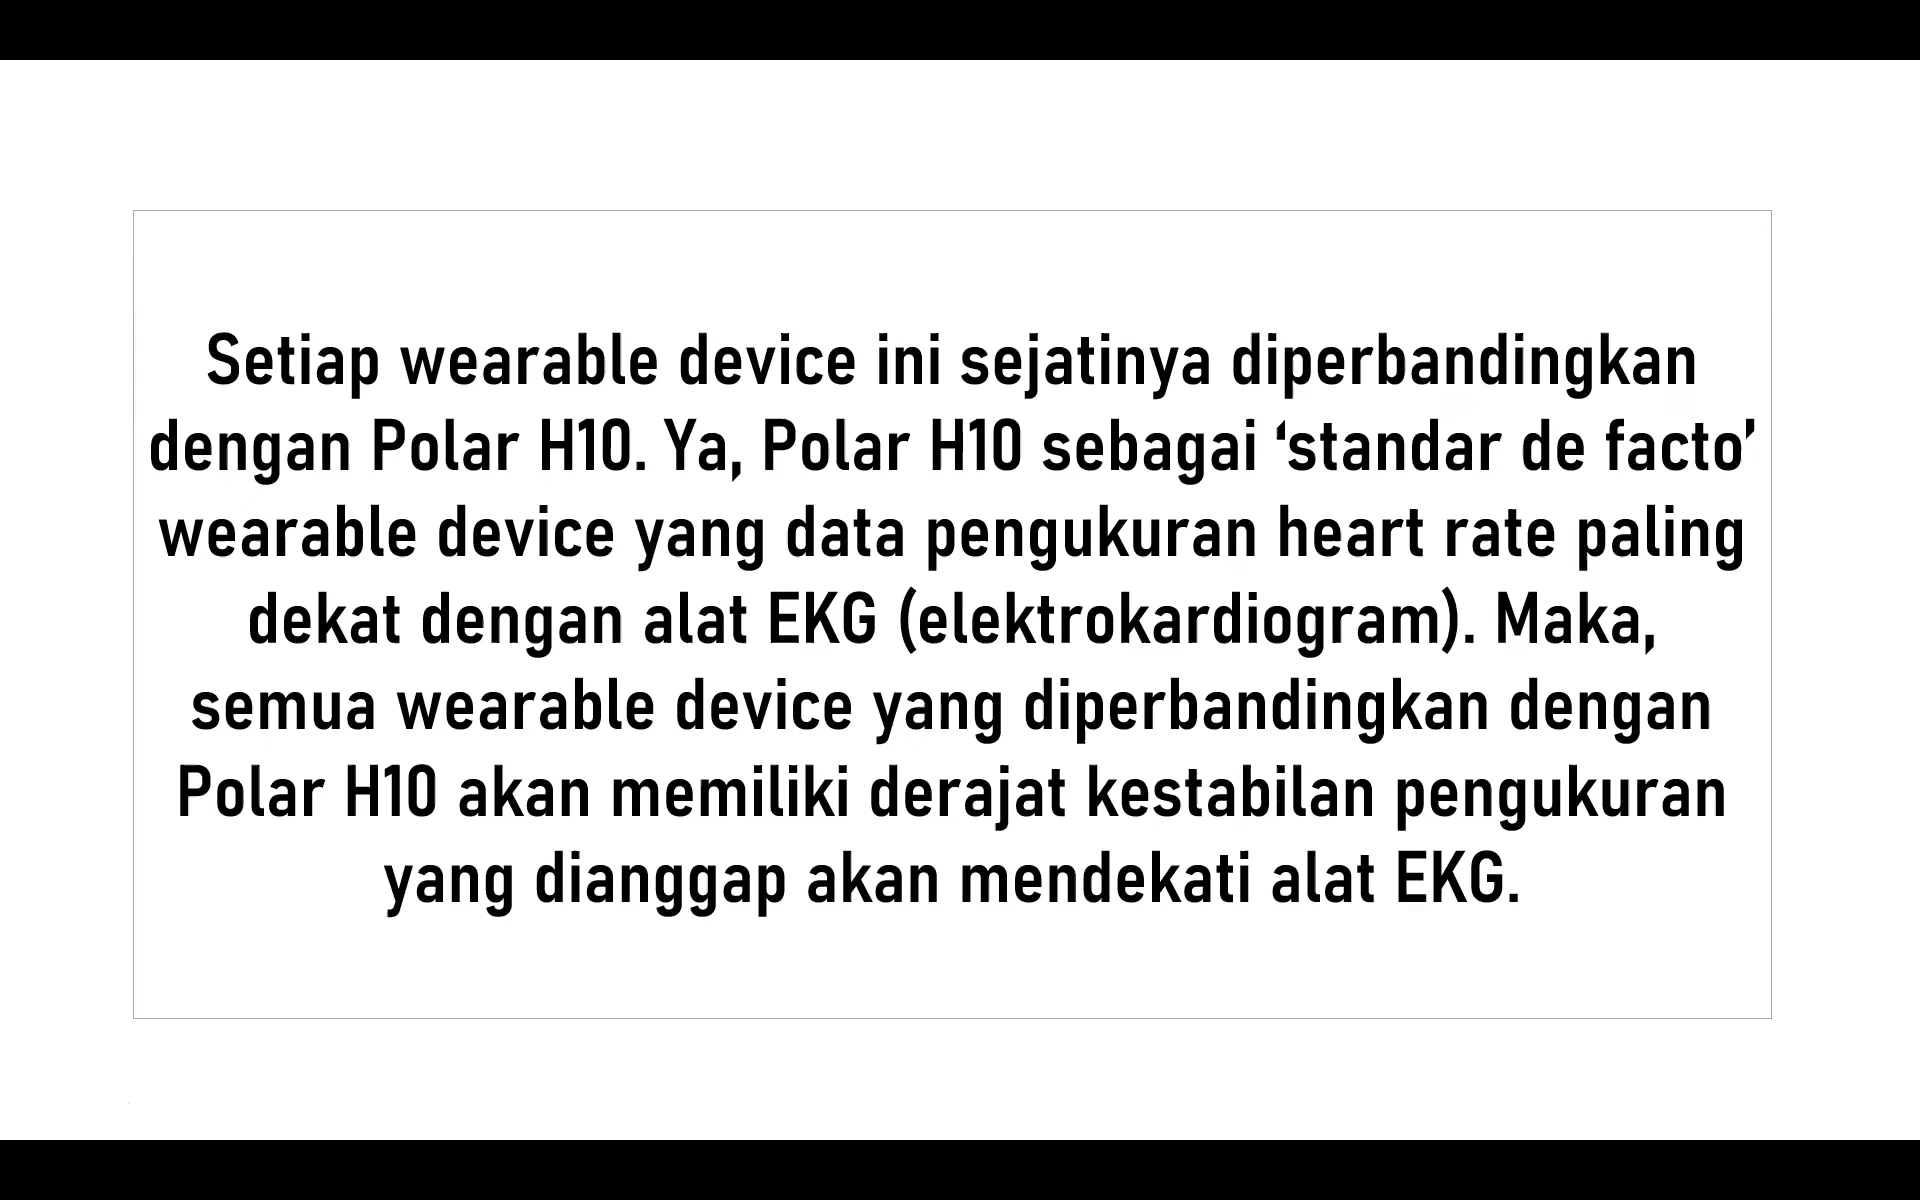 Setiap wearable device ini sejatinya diperbandingkan
dengan Polar H10. Ya, Polar H10 sebagai ‘standar de facto’
wearable device yang data pengukuran heart rate paling
dekat dengan alat EKG (elektrokardiogram). Maka,
semua wearable device yang diperbandingkan dengan
Polar H10 akan memiliki derajat kestabilan pengukuran
yang dianggap akan mendekati alat EKG.